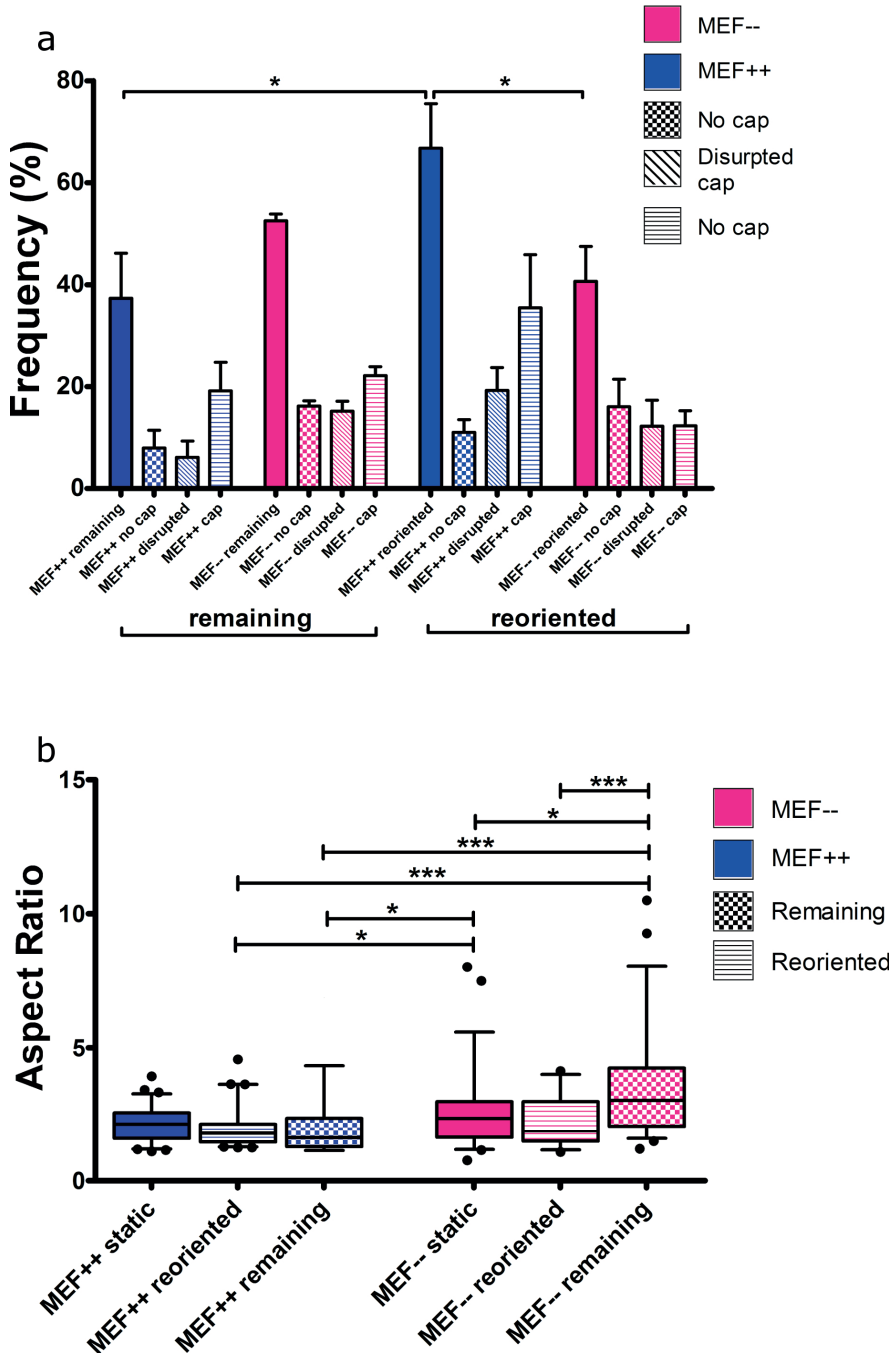 a
MEF--
MEF++
No cap
Disurpted
cap
No cap
Frequency (%)
80
60
40
20
0
*
*
MEF++ remaining
MEF++ no cap
MEF++ disrupted
MEF++ cap
MEF-- remaining
MEF-- no cap
MEF-- disrupted
MEF-- cap
MEF++ reoriented
MEF++ no cap
MEF++ disrupted
MEF++ cap
MEF-- reoriented
MEF-- no cap
MEF-- disrupted
MEF-- cap
remaining
reoriented
b
Aspect Ratio
15
10
5
0
***
*
***
***
*
*
MEF--
MEF++
Remaining
Reoriented
MEF++ static
MEF++ reoriented
MEF++ remaining
MEF-- static
MEF-- reoriented
MEF-- remaining